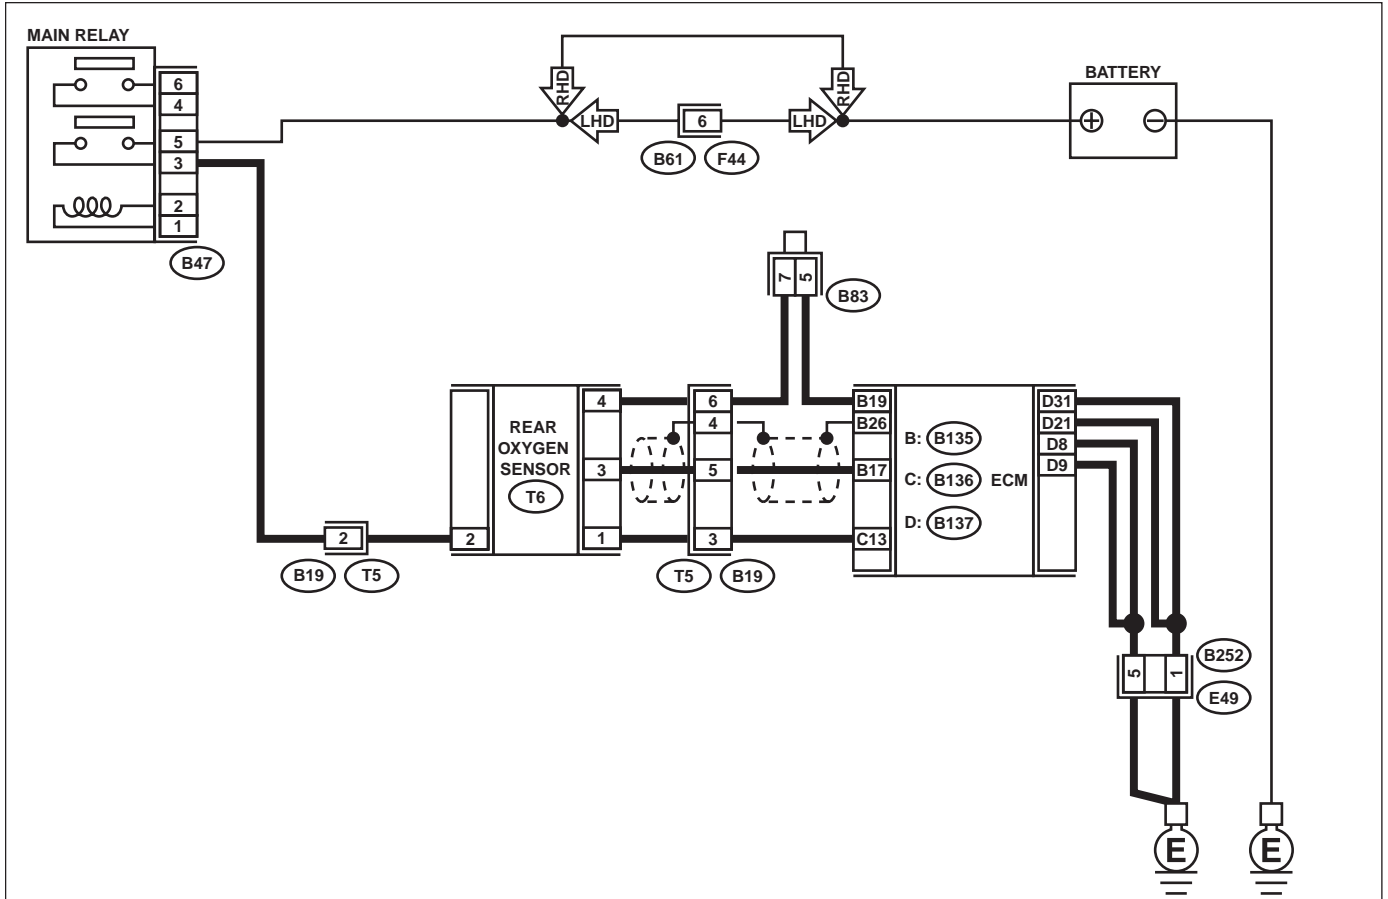 MAIN RELAY
6
4
5
3
2
1
B47
RHD
RHD
LHD
6
LHD
B61
F44
BATTERY
7
5
B83
REAR
OXYGEN
SENSOR
T6
2
4
3
1
6
4
5
3
B19
B26
B17
C13
B: B135
C: B136 ECM
D: B137
D31
D21
D8
D9
2
B19
T5
T5
B19
5
1
B252
E49
E
E